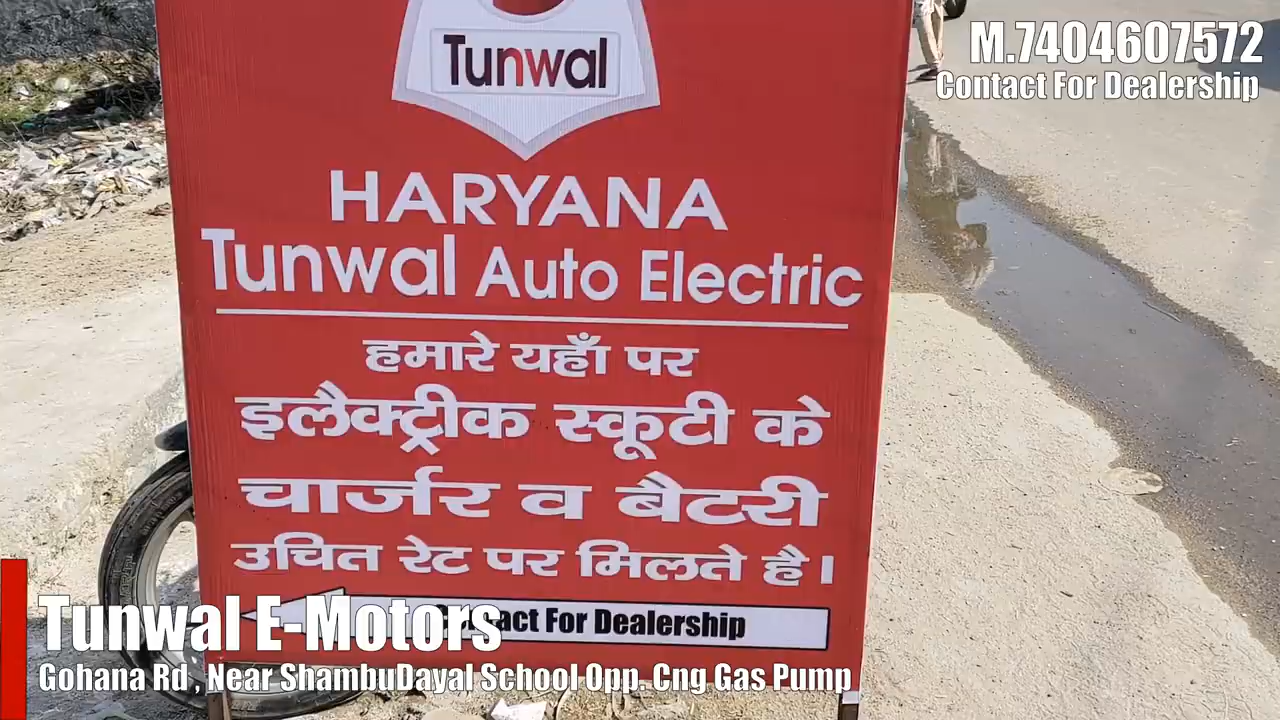 M.7404607572
Contact For Dealership
Tunwal
HARYANA
Tunwal Auto Electric
हमारे यहाँ पर
इलैक्ट्रीक स्कूटी के
चार्जर व बैटरी
उचित रेट पर मिलते है।
Contact For Dealership
Tunwal E-Motors
Gohana Rd , Near ShambuDayal School Opp. Cng Gas Pump